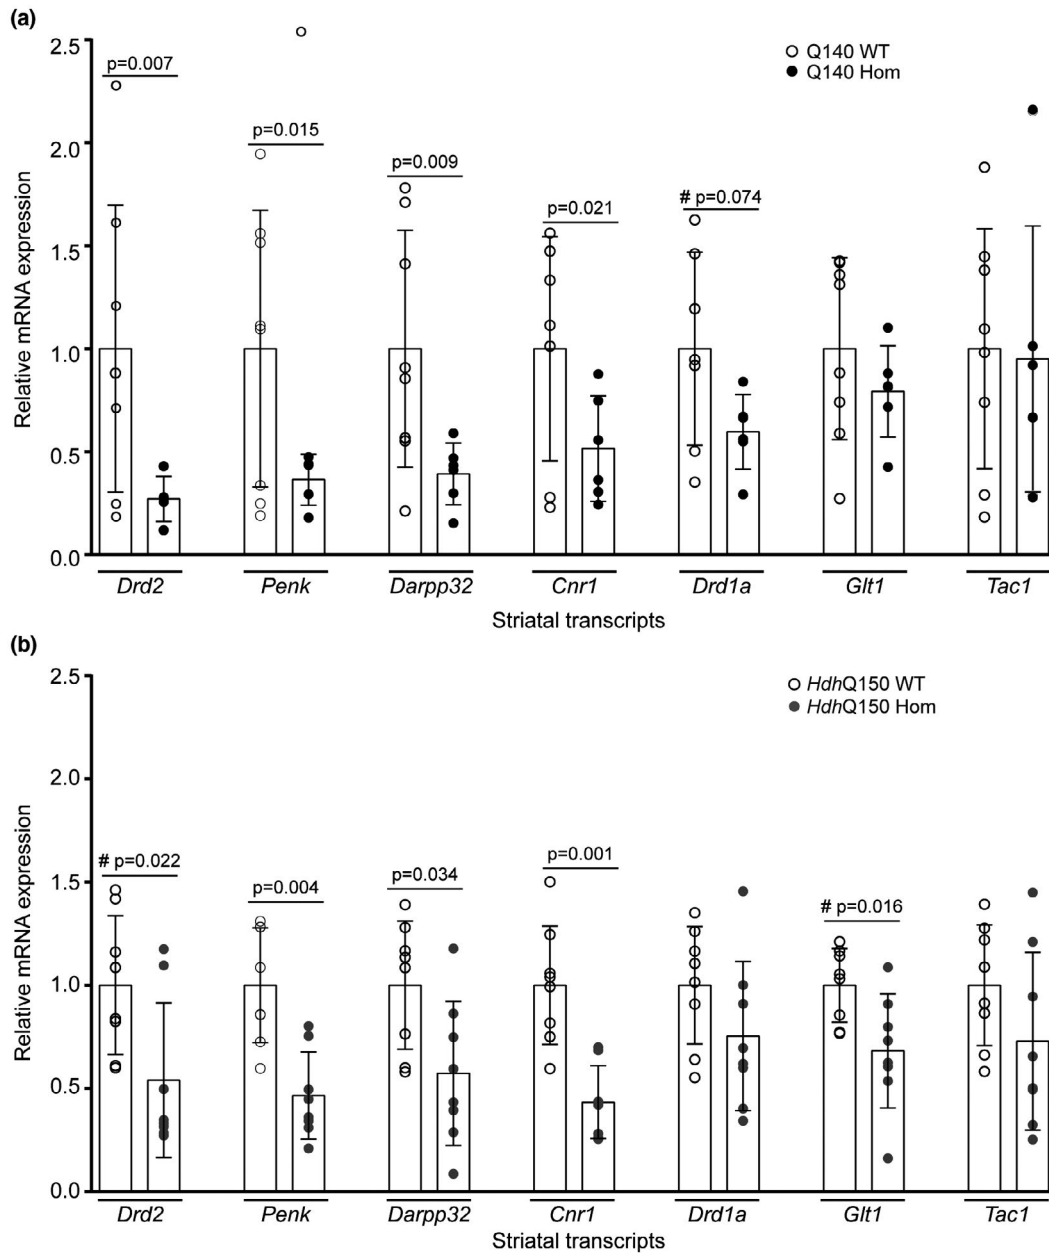 (a)
2.5
2.0
1.5
1.0
0.5
0.0
Relative mRNA expression
Q140 WT
Q140 Hom
p=0.007
p=0.015
p=0.009
p=0.021
# p=0.074
Drd2 Penk Darpp32 Cnr1 Drd1a Glt1 Tac1
Striatal transcripts
(b)
2.5
2.0
1.5
1.0
0.5
0.0
Relative mRNA expression
HdhQ150 WT
HdhQ150 Hom
# p=0.022
p=0.004
p=0.034
p=0.001
# p=0.016
Drd2 Penk Darpp32 Cnr1 Drd1a Glt1 Tac1
Striatal transcripts